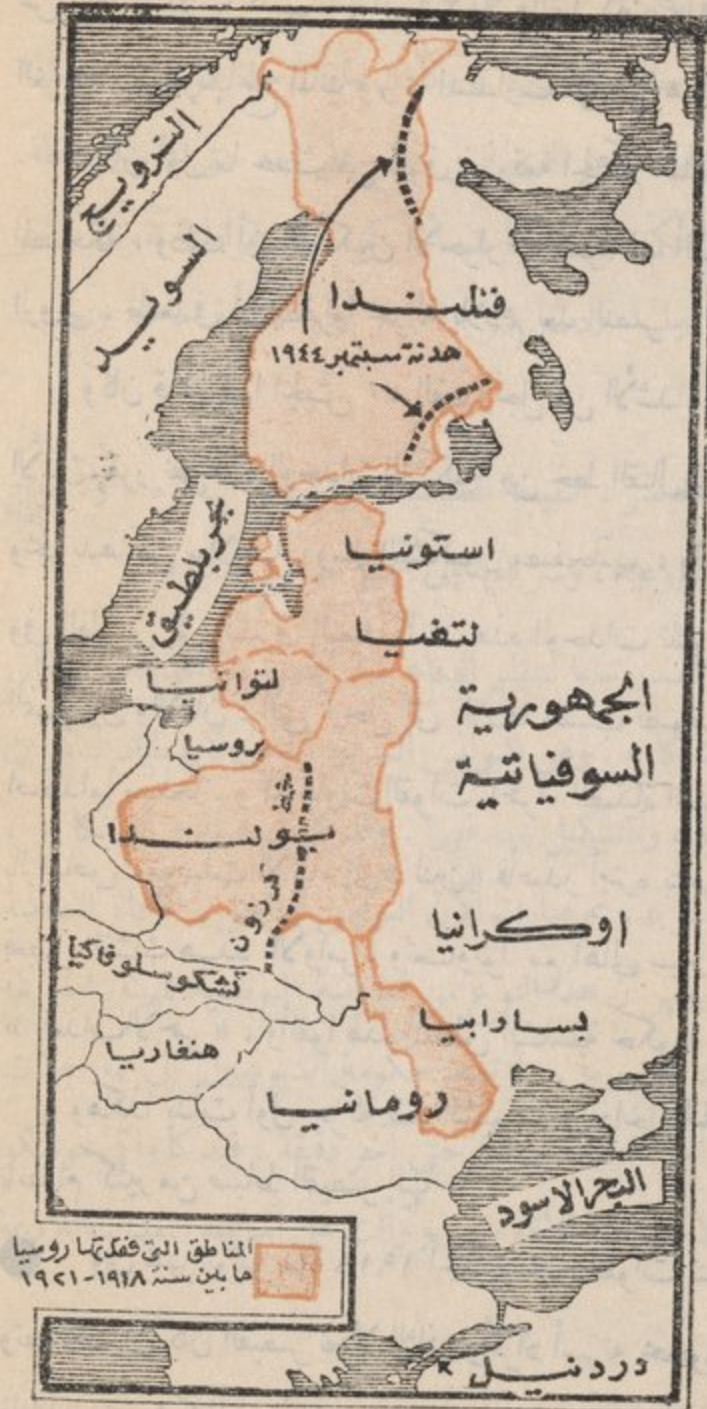 النرويج
السويد
فنلندا
هدنة سبتمبر ١٩٤٤
بحر بلطيق
استونيا
لتفيا
لتوانيا
بروسيا
الجمهورية
السوفياتية
بولندا
خط كرزون
اوكرانيا
تشكوسلوفاكيا
بسارابيا
هنغاريا
رومانيا
البحر الاسود
المناطق التي فقدتها روسيا
ما بين سنة ١٩١٨-١٩٢١
دردنيل